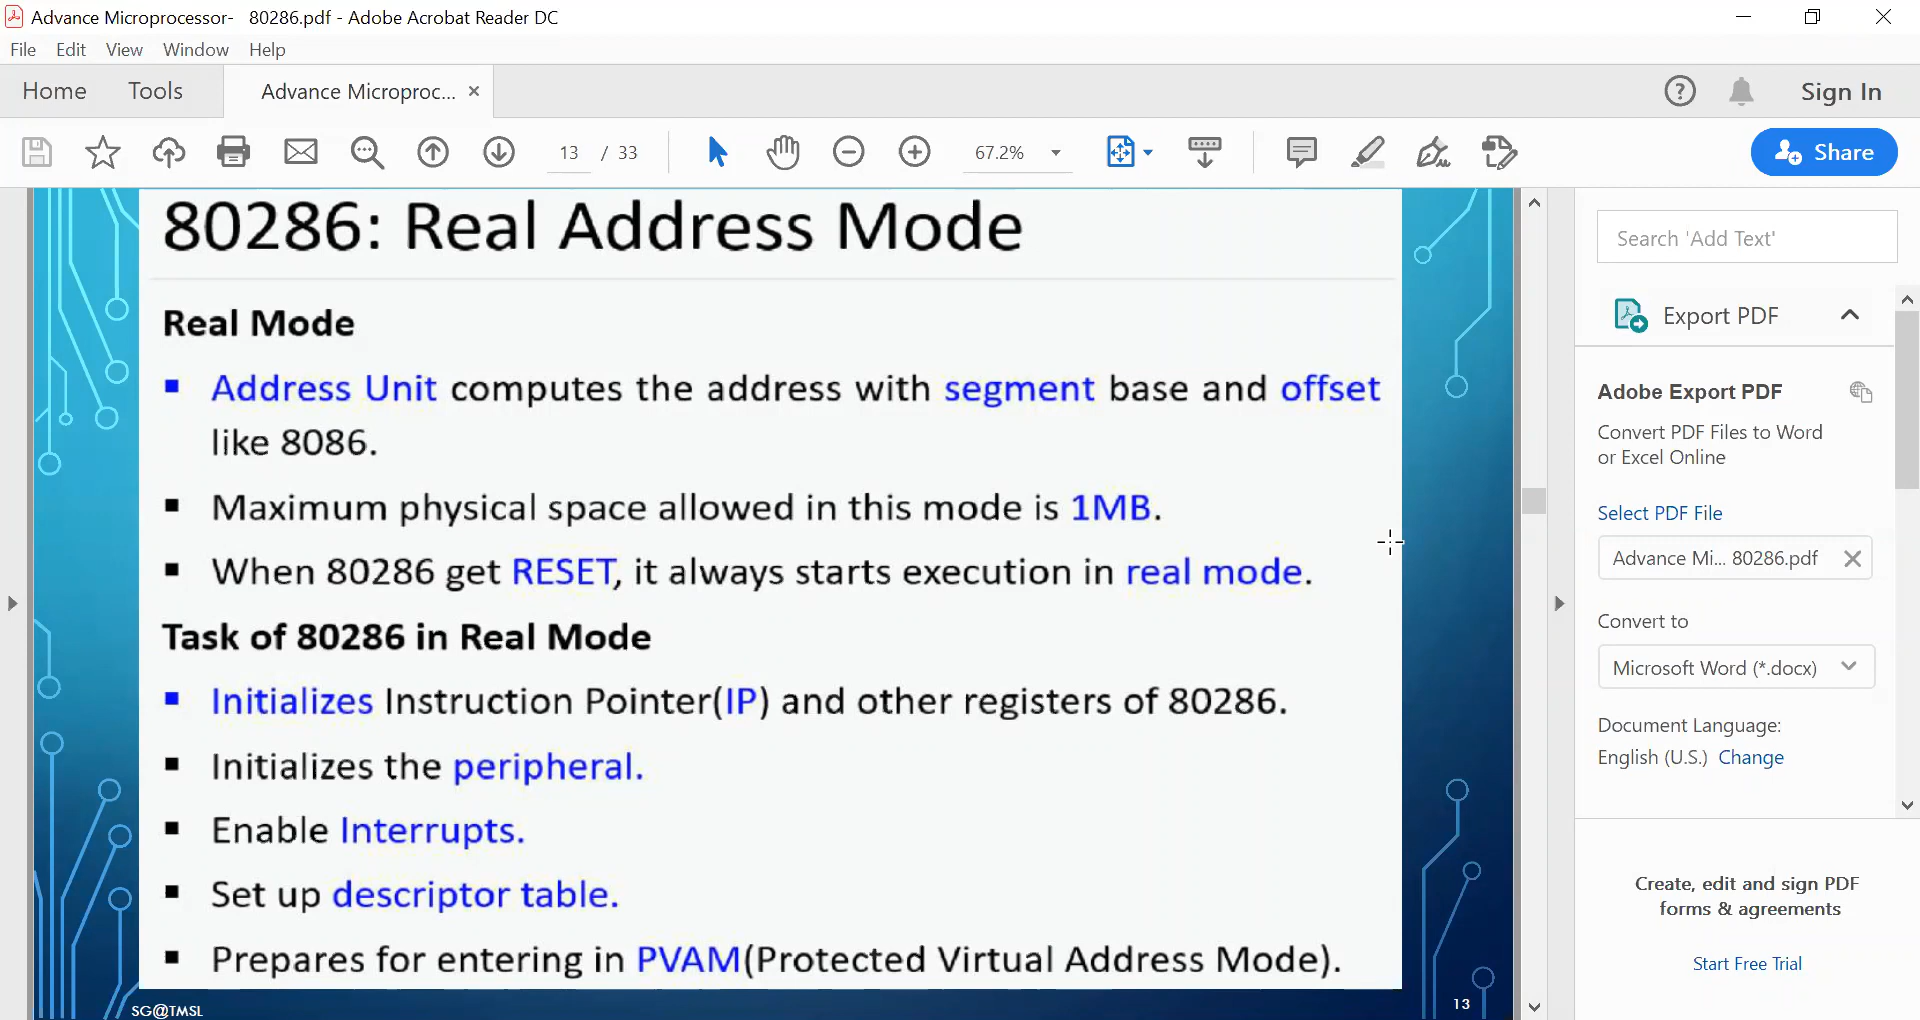 Advance Microprocessor- 80286.pdf - Adobe Acrobat Reader DC
File Edit View Window Help
Home Tools Advance Microproc... × Sign In
13 / 33 67.2% Share
80286: Real Address Mode
Real Mode
▪ Address Unit computes the address with segment base and offset
like 8086.
▪ Maximum physical space allowed in this mode is 1MB.
▪ When 80286 get RESET, it always starts execution in real mode.
Task of 80286 in Real Mode
▪ Initializes Instruction Pointer(IP) and other registers of 80286.
▪ Initializes the peripheral.
▪ Enable Interrupts.
▪ Set up descriptor table.
▪ Prepares for entering in PVAM(Protected Virtual Address Mode).
SG@TMSL 13
Search 'Add Text'
Export PDF
Adobe Export PDF
Convert PDF Files to Word
or Excel Online
Select PDF File
Advance Mi... 80286.pdf
Convert to
Microsoft Word (*.docx)
Document Language:
English (U.S.) Change
Create, edit and sign PDF
forms & agreements
Start Free Trial